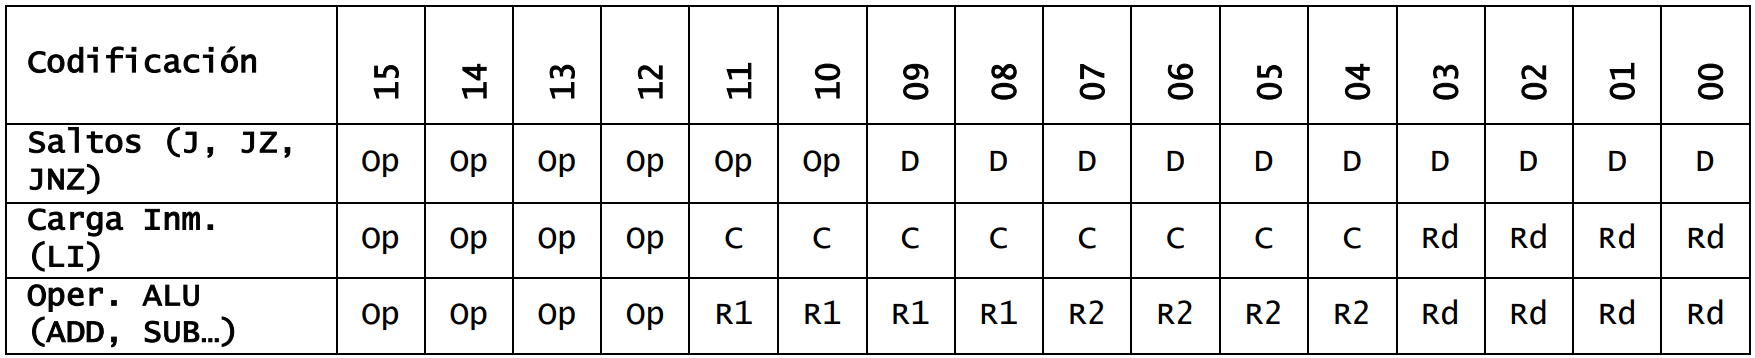 Codificación 15 14 13 12 11 10 09 08 07 06 05 04 03 02 01 00
Saltos (J, JZ,
JNZ) Op Op Op Op Op Op D D D D D D D D D D
Carga Inm.
(LI) Op Op Op Op C C C C C C C C Rd Rd Rd Rd
Oper. ALU
(ADD, SUB…) Op Op Op Op R1 R1 R1 R1 R2 R2 R2 R2 Rd Rd Rd Rd